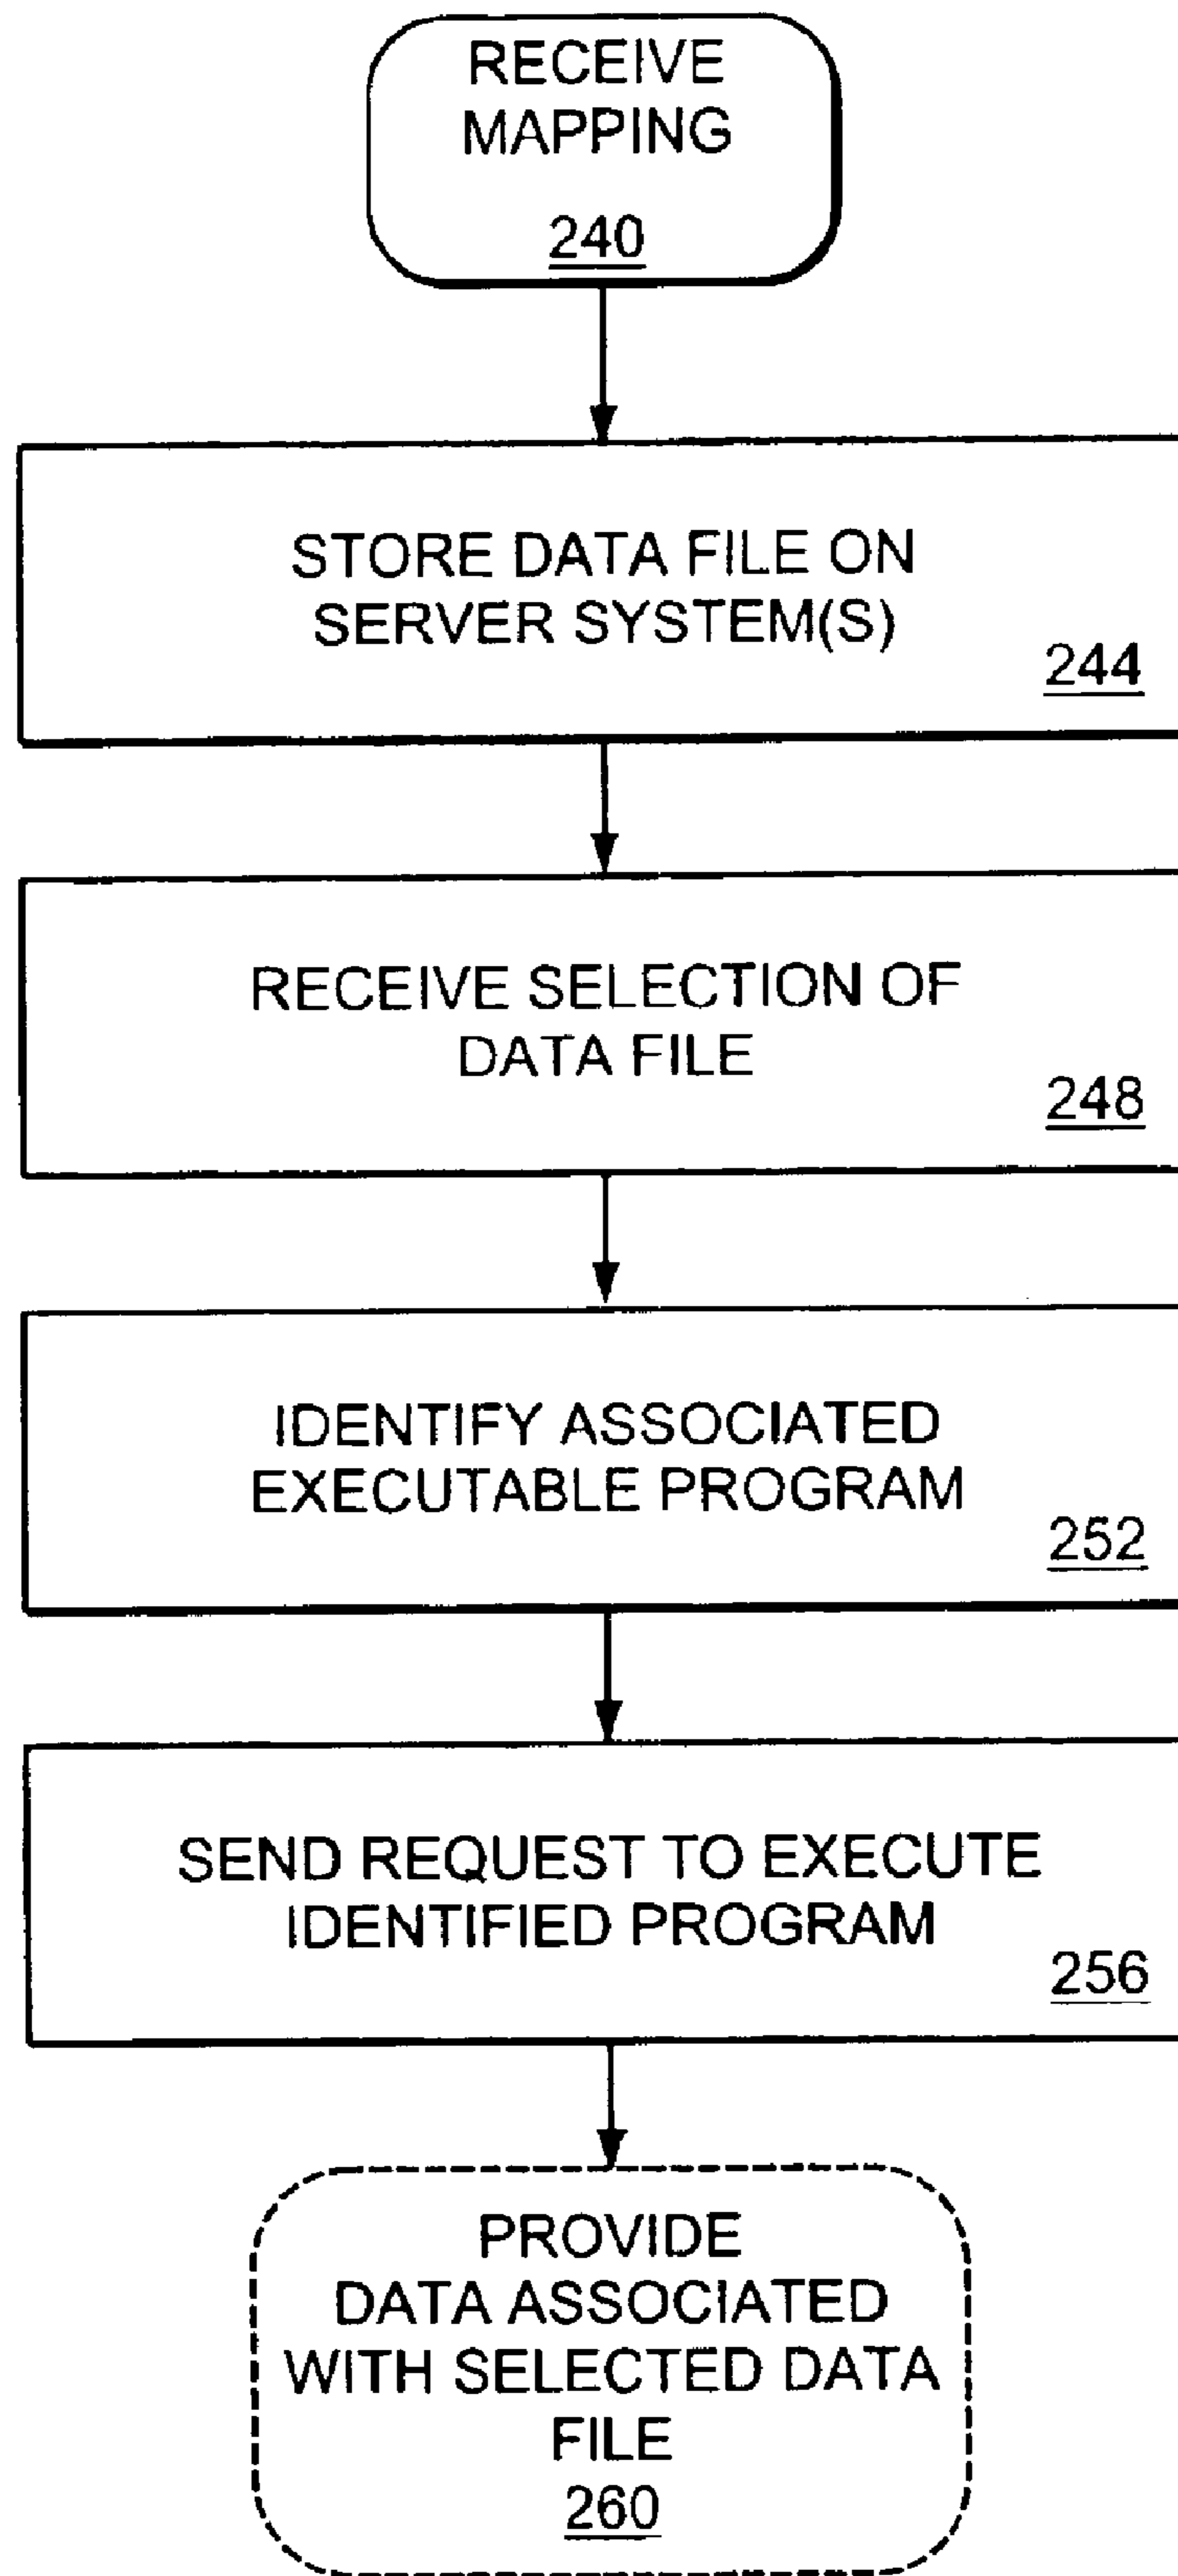 RECEIVE
MAPPING
240
STORE DATA FILE ON
SERVER SYSTEM(S)
244
RECEIVE SELECTION OF
DATA FILE
248
IDENTIFY ASSOCIATED
EXECUTABLE PROGRAM
252
SEND REQUEST TO EXECUTE
IDENTIFIED PROGRAM
256
PROVIDE
DATA ASSOCIATED
WITH SELECTED DATA
FILE
260